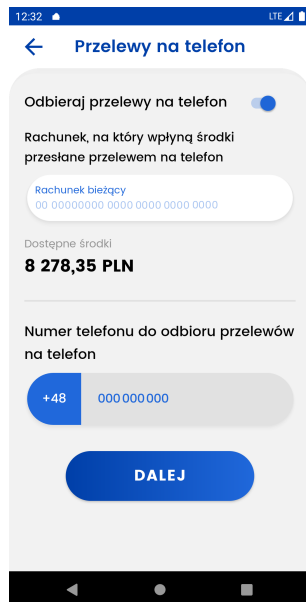 12:32
LTE
Przelewy na telefon
Odbieraj przelewy na telefon
Rachunek, na który wpłyną środki
przesłane przelewem na telefon
Rachunek bieżący
00 00000000 0000 0000 0000 0000
Dostępne środki
8 278,35 PLN
Numer telefonu do odbioru przelewów
na telefon
+48
000 000 000
DALEJ